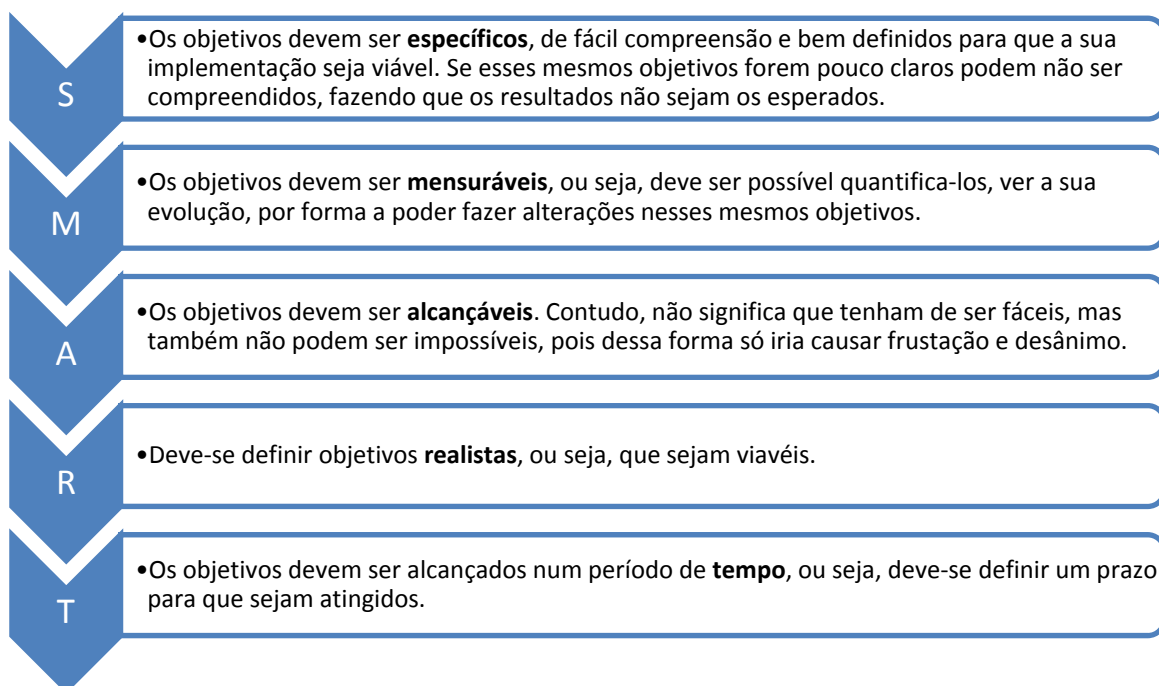 S
•Os objetivos devem ser específicos, de fácil compreensão e bem definidos para que a sua
implementação seja viável. Se esses mesmos objetivos forem pouco claros podem não ser
compreendidos, fazendo que os resultados não sejam os esperados.
M
•Os objetivos devem ser mensuráveis, ou seja, deve ser possível quantifica-los, ver a sua
evolução, por forma a poder fazer alterações nesses mesmos objetivos.
A
•Os objetivos devem ser alcançáveis. Contudo, não significa que tenham de ser fáceis, mas
também não podem ser impossíveis, pois dessa forma só iria causar frustação e desânimo.
R
•Deve-se definir objetivos realistas, ou seja, que sejam viavéis.
T
•Os objetivos devem ser alcançados num período de tempo, ou seja, deve-se definir um prazo
para que sejam atingidos.